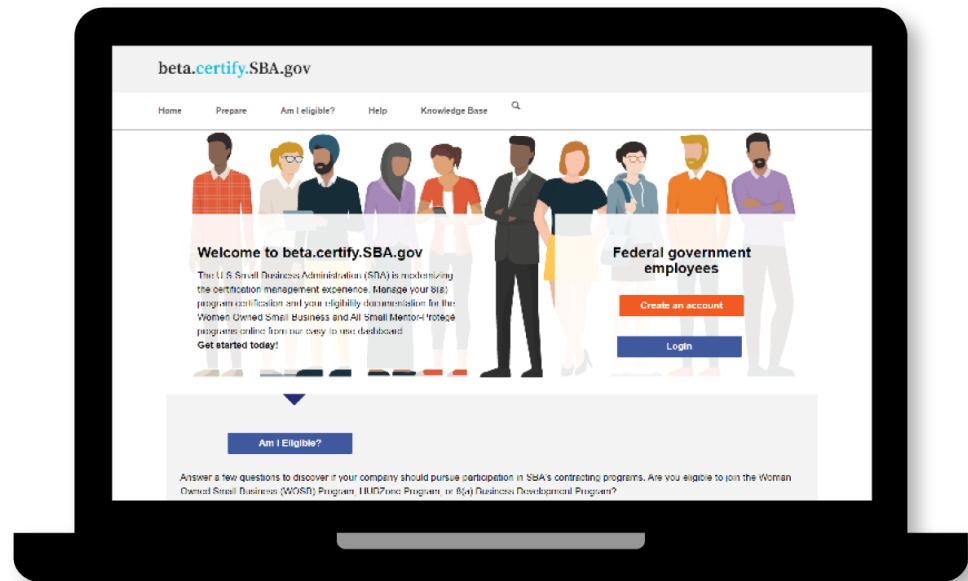 beta.certify.SBA.gov
Home Prepare Am I eligible? Help Knowledge Base
Welcome to beta.certify.SBA.gov
The U.S Small Business Administration (SBA) is modernizing
the certification management experience. Manage your 8(a)
program certification and your eligibility documentation for the
Women Owned Small Business and All Small Mentor-Protégé
programs online from our easy to use dashboard
Get started today!
Federal government
employees
Create an account
Login
Am I Eligible?
Answer a few questions to discover if your company should pursue participation in SBA's contracting programs. Are you eligible to join the Woman
Owned Small Business (WOSB) Program, HUBZone Program, or 8(a) Business Development Program?